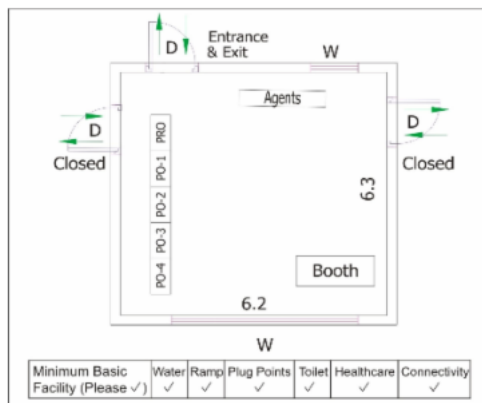 Entrance
& Exit
D
W
Agents
D
Closed
D
Closed
PRO
PO-1
PO-2
PO-3
PO-4
6.3
Booth
6.2
W
Minimum Basic Facility (Please ✓) Water Ramp Plug Points Toilet Healthcare Connectivity
✓ ✓ ✓ ✓ ✓ ✓